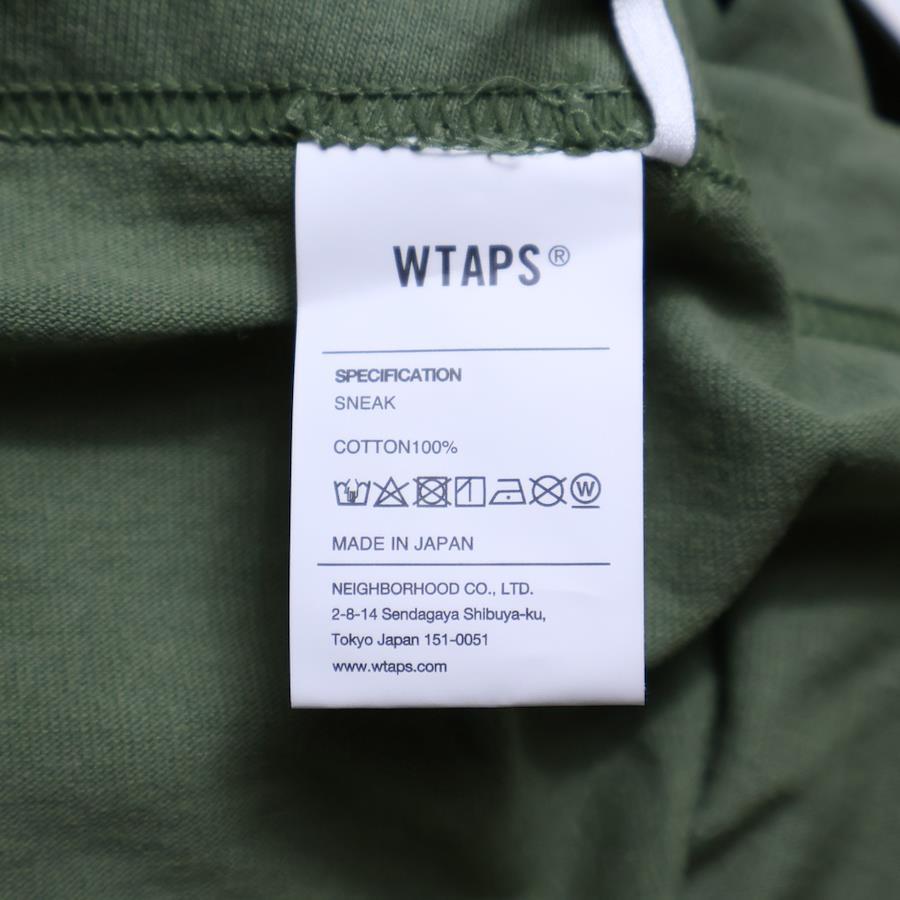 WTAPS®
SPECIFICATION
SNEAK
COTTON100%
W
MADE IN JAPAN
NEIGHBORHOOD CO., LTD.
2-8-14 Sendagaya Shibuya-ku,
Tokyo Japan 151-0051
www.wtaps.com